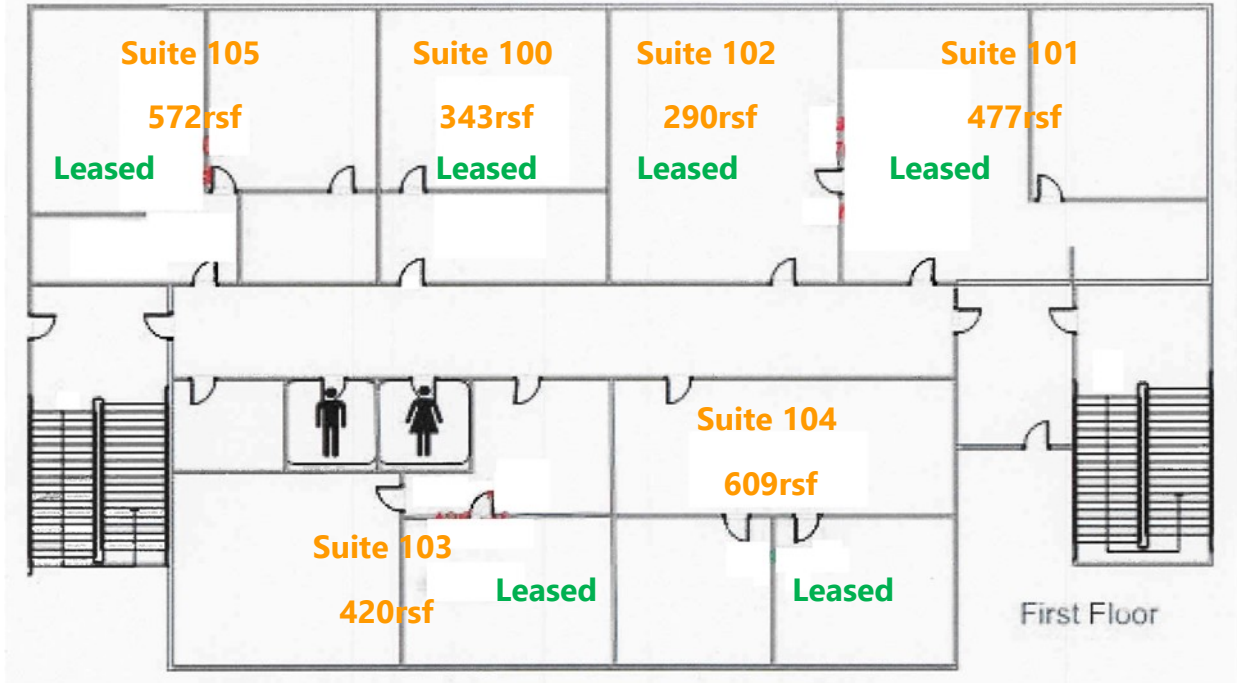 Suite 105
572rsf
Leased
Suite 100
343rsf
Leased
Suite 102
290rsf
Leased
Suite 101
477rsf
Leased
Suite 104
609rsf
Leased
Suite 103
420rsf
Leased
First Floor